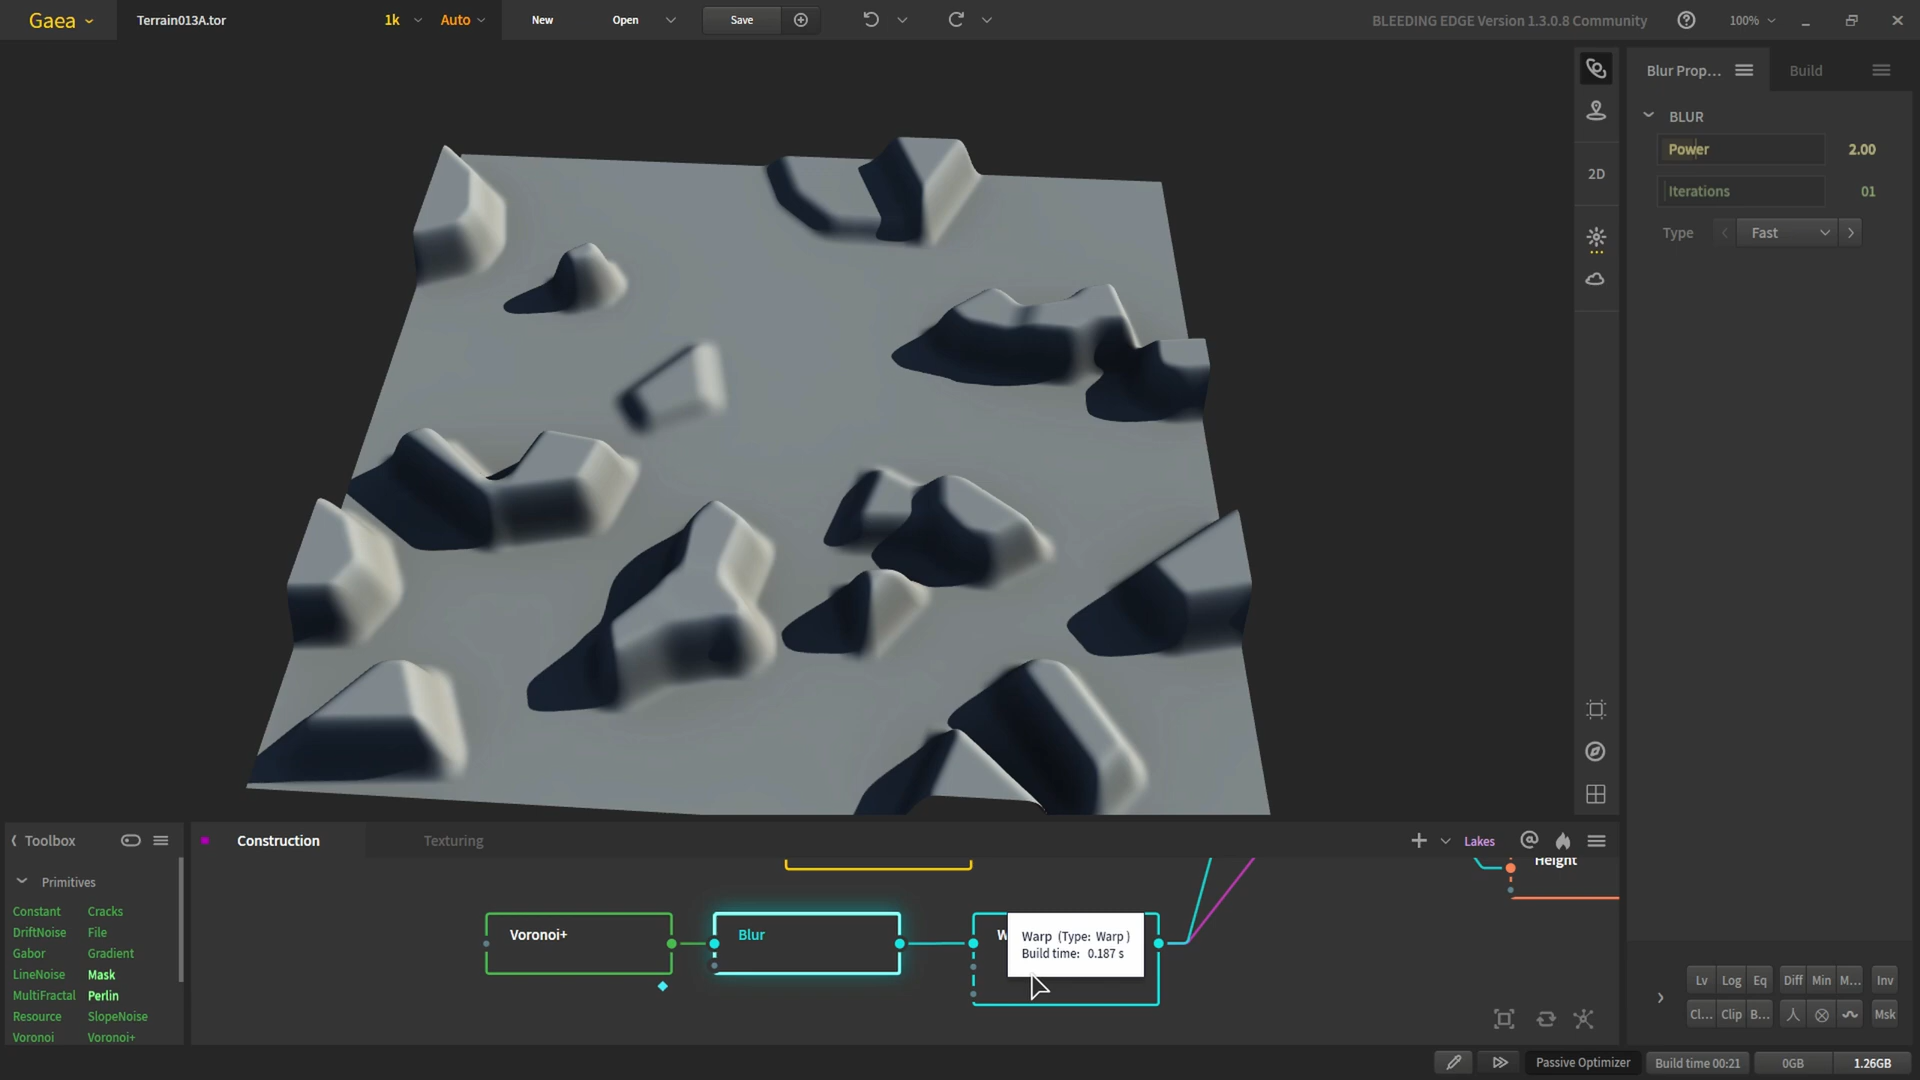 Gaea
Terrain013A.tor
1k
Auto
New
Open
Save
BLEEDING EDGE Version 1.3.0.8 Community
100%
Blur Prop...
Build
BLUR
Power 2.00
Iterations 01
Type Fast
2D
Toolbox
Construction
Texturing
Lakes
Primitives
Constant Cracks
DriftNoise File
Gabor Gradient
LineNoise Mask
MultiFractal Perlin
Resource SlopeNoise
Voronoi Voronoi+
Height
Voronoi+
Blur
W
Warp (Type: Warp )
Build time: 0.187 s
Lv Log Eq Diff Min M... Inv
Cl... Clip B... Msk
Passive Optimizer
Build time 00:21
0GB
1.26GB